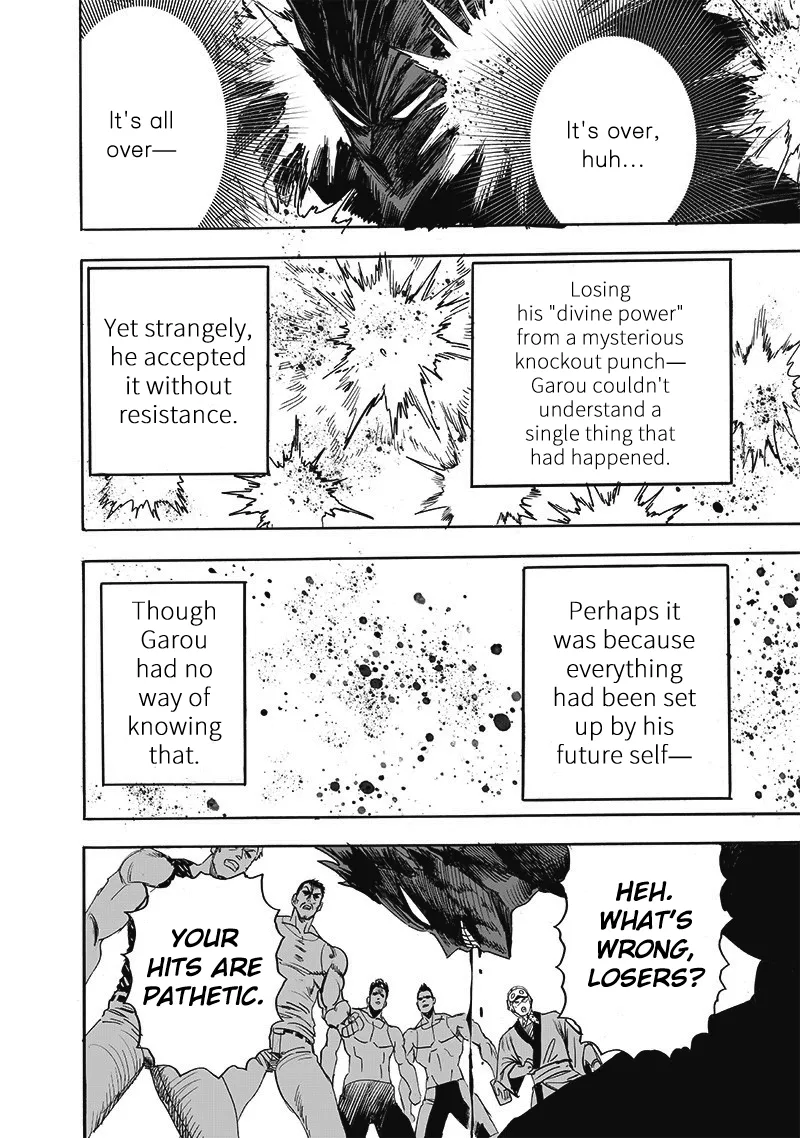 It's over,
huh...
It's all
over—
Losing
his "divine power"
from a mysterious
knockout punch—
Garou couldn't
understand a
single thing that
had happened.
Yet strangely,
he accepted
it without
resistance.
Perhaps it
was because
everything
had been set
up by his
future self—
Though
Garou
had no
way of
knowing
that.
HEH.
WHAT'S
WRONG,
LOSERS?
YOUR
HITS ARE
PATHETIC.